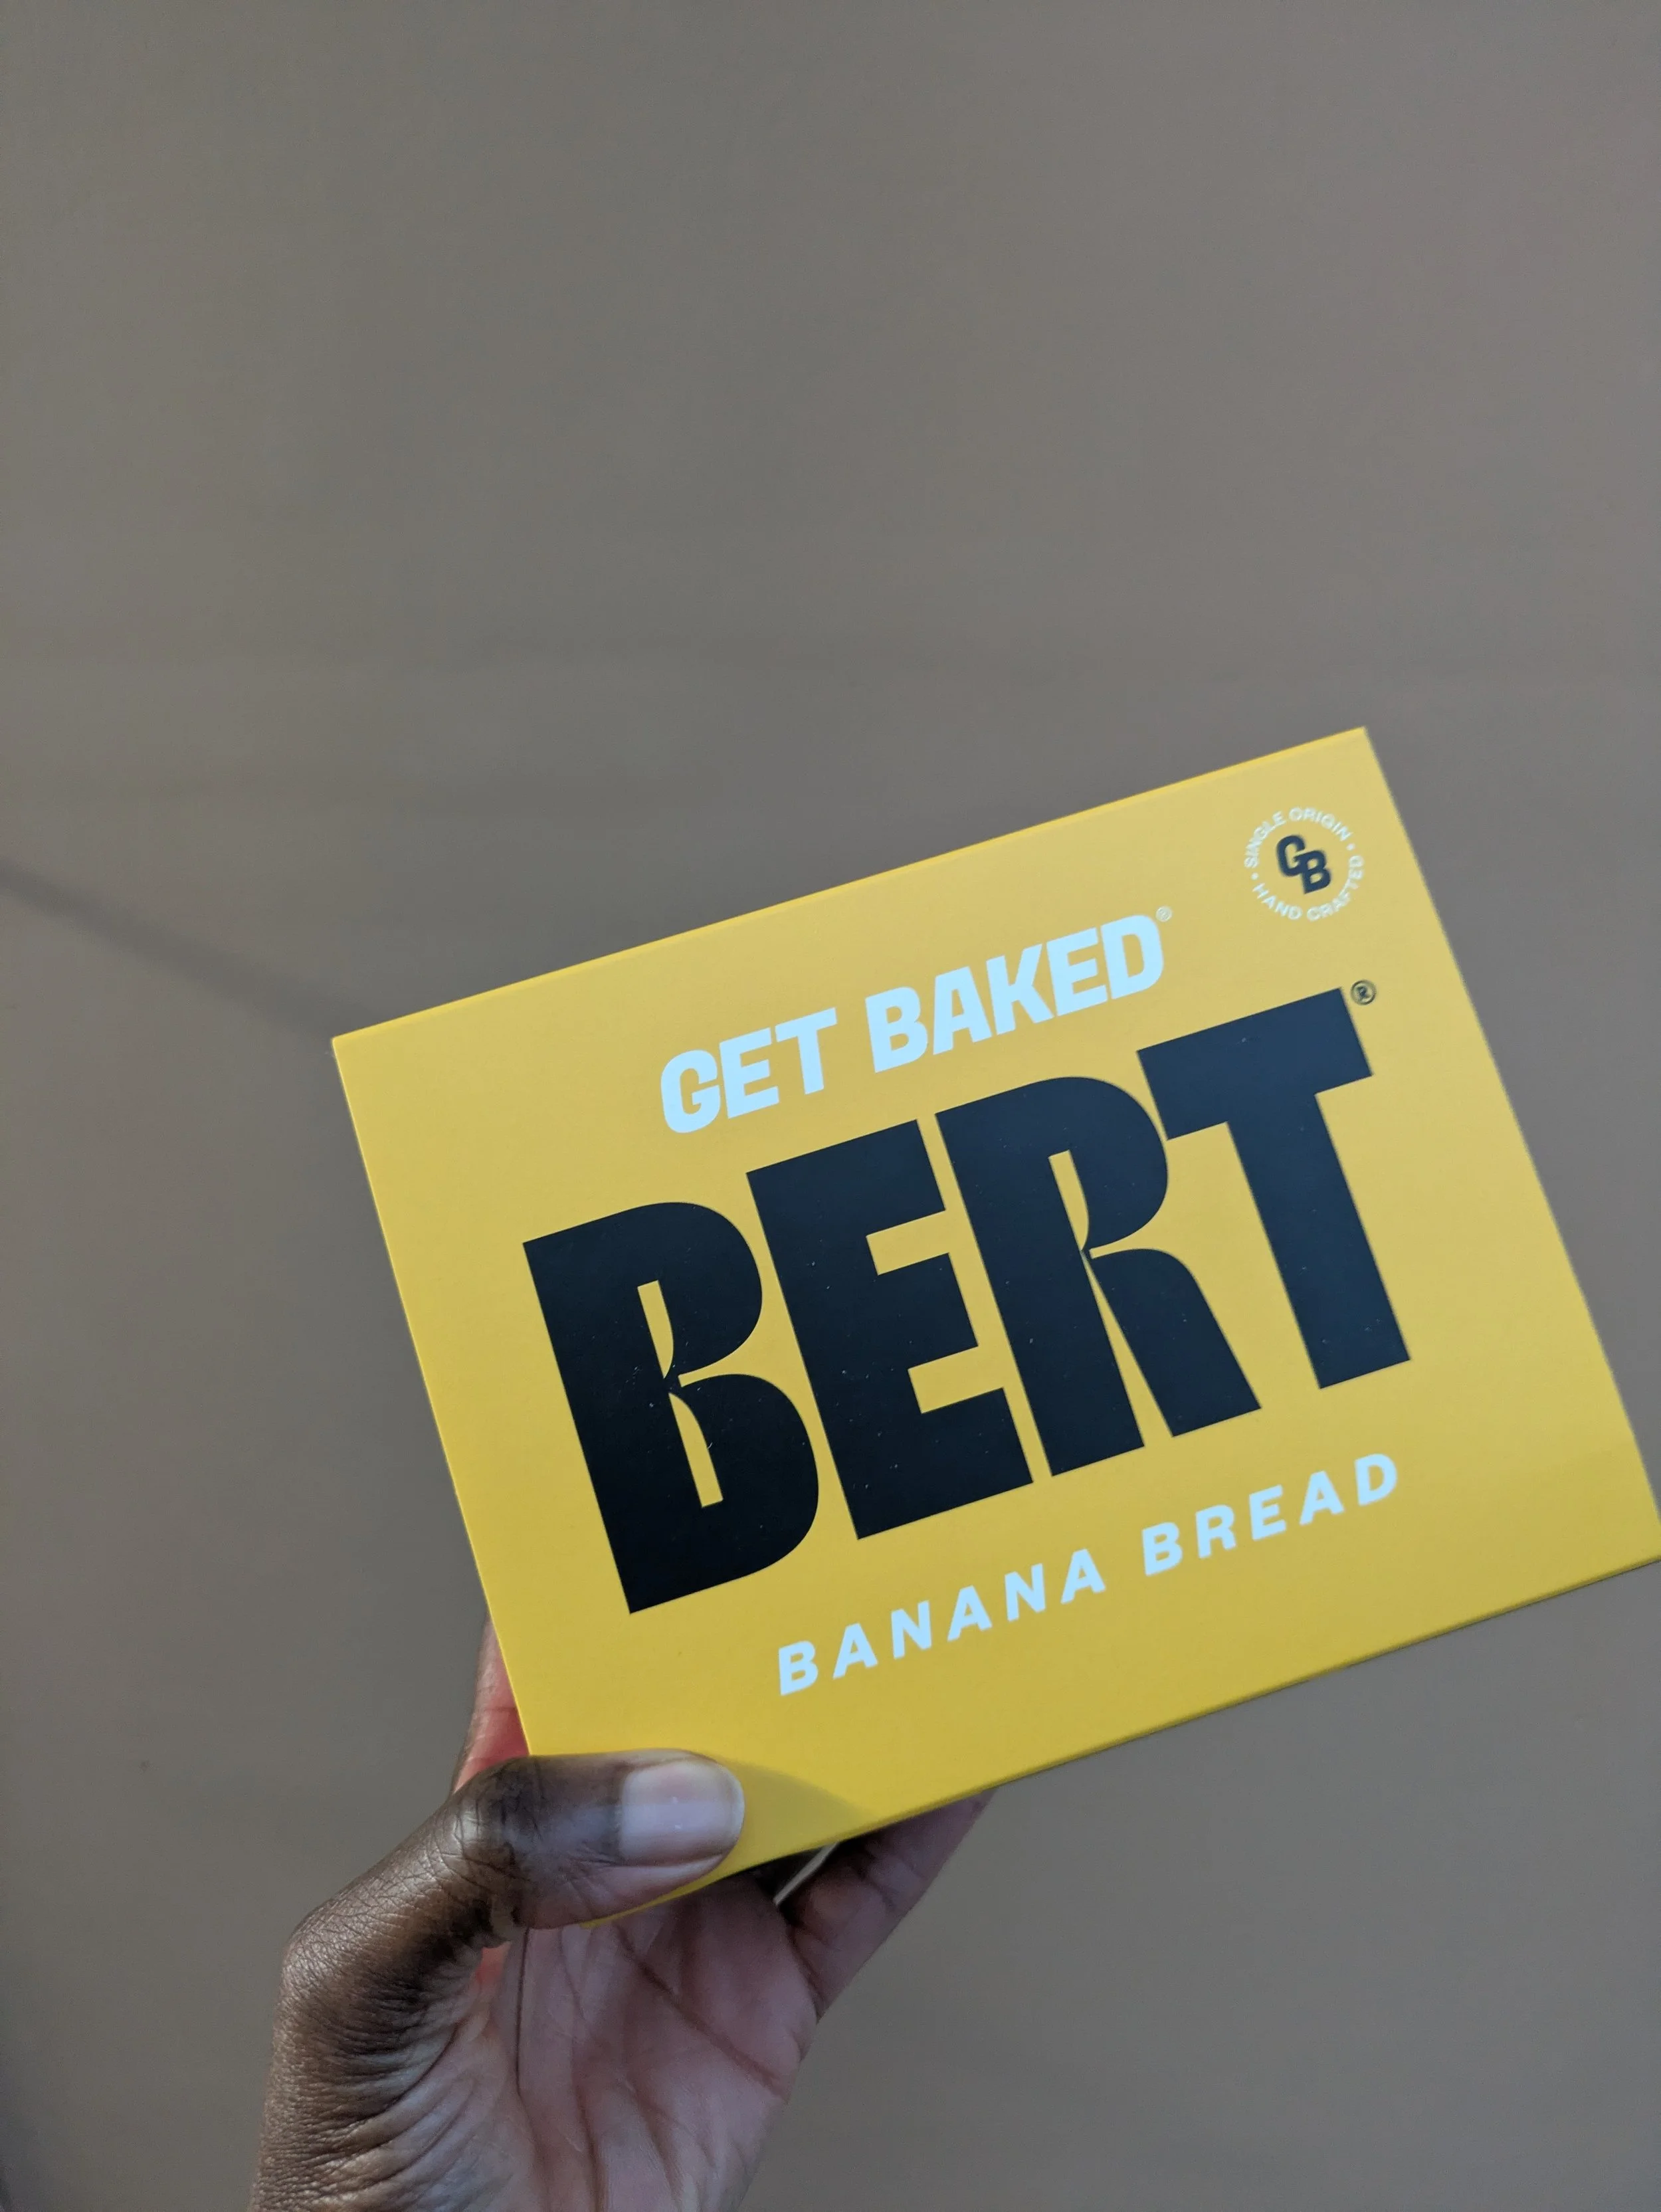 SINGLE ORIGIN • HAND CRAFTED •
GB
GET BAKED®
BERT®
BANANA BREAD